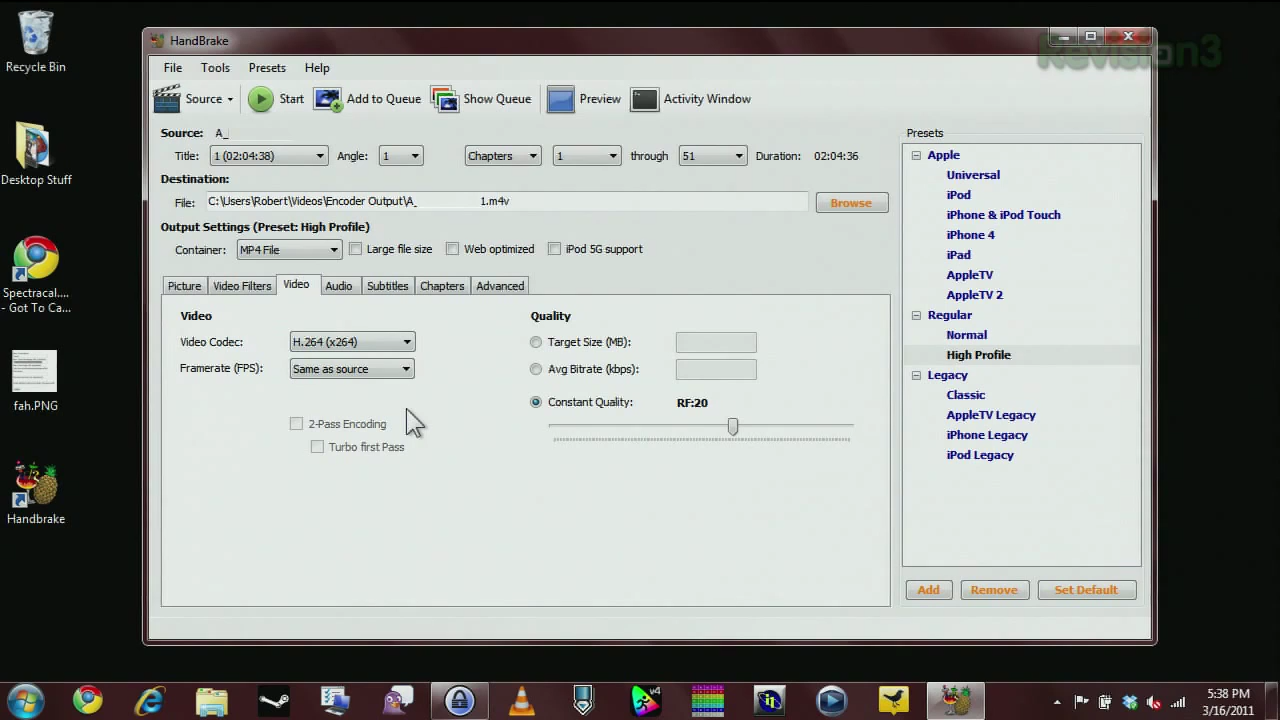 Recycle Bin
Desktop Stuff
Spectracal....
- Got To Ca...
fah.PNG
Handbrake
HandBrake
Revision3
File Tools Presets Help
Source Start Add to Queue Show Queue Preview Activity Window
Source: A_
Title: 1 (02:04:38) Angle: 1 Chapters 1 through 51 Duration: 02:04:36
Destination:
File: C:\Users\Robert\Videos\Encoder Output\A_ 1.m4v Browse
Output Settings (Preset: High Profile)
Container: MP4 File Large file size Web optimized iPod 5G support
Picture Video Filters Video Audio Subtitles Chapters Advanced
Video
Video Codec: H.264 (x264)
Framerate (FPS): Same as source
2-Pass Encoding
Turbo first Pass
Quality
Target Size (MB):
Avg Bitrate (kbps):
Constant Quality: RF:20
Presets
Apple
Universal
iPod
iPhone & iPod Touch
iPhone 4
iPad
AppleTV
AppleTV 2
Regular
Normal
High Profile
Legacy
Classic
AppleTV Legacy
iPhone Legacy
iPod Legacy
Add Remove Set Default
v4
5:38 PM
3/16/2011